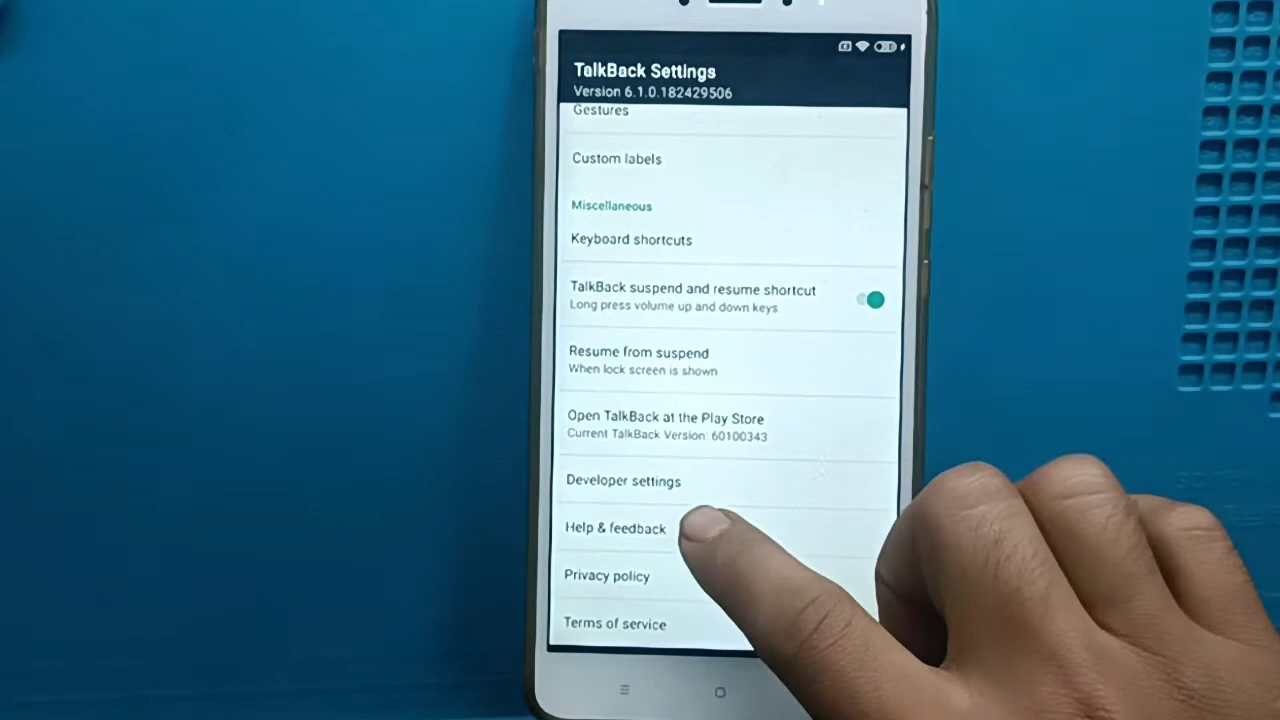 TalkBack Settings
Version 6.1.0.182429506
Gestures
Custom labels
Miscellaneous
Keyboard shortcuts
TalkBack suspend and resume shortcut
Long press volume up and down keys
Resume from suspend
When lock screen is shown
Open TalkBack at the Play Store
Current TalkBack Version: 60100343
Developer settings
Help & feedback
Privacy policy
Terms of service